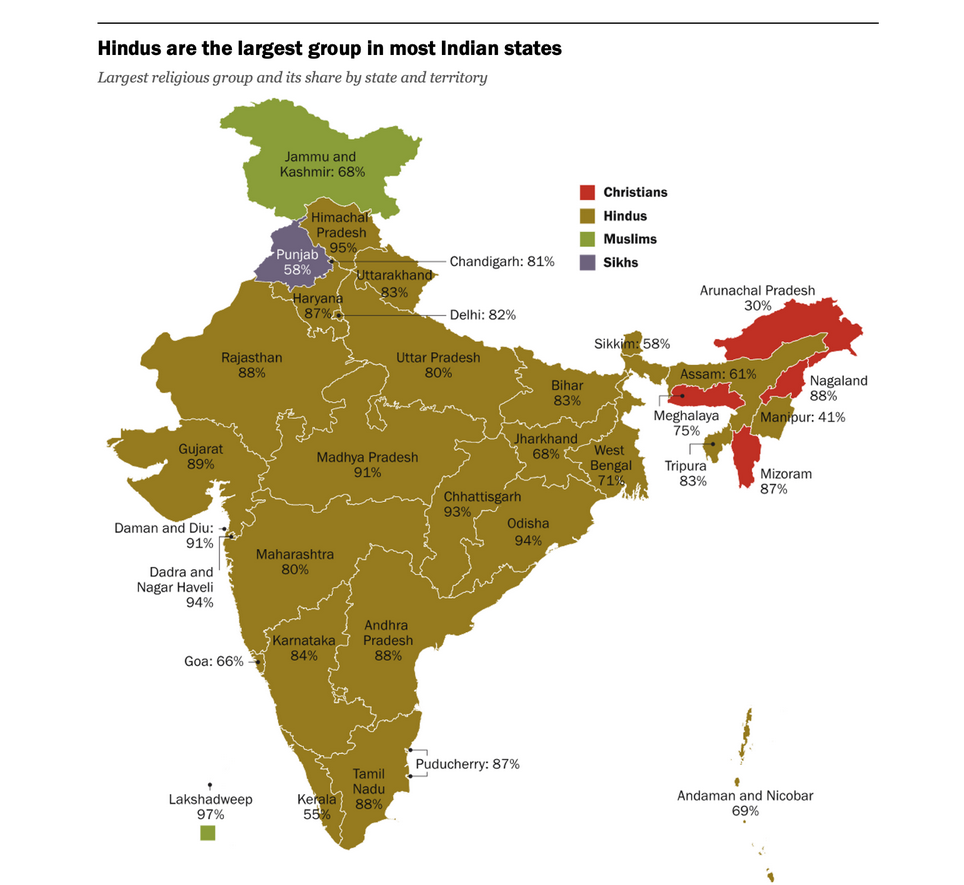 Hindus are the largest group in most Indian states
Largest religious group and its share by state and territory
Jammu and
Kashmir: 68%
Christians
Hindus
Muslims
Sikhs
Himachal
Pradesh
95%
Punjab
58%
Chandigarh: 81%
Uttarakhand
83%
Haryana
87%
Delhi: 82%
Arunachal Pradesh
30%
Sikkim: 58%
Rajasthan
88%
Uttar Pradesh
80%
Assam: 61%
Bihar
83%
Nagaland
88%
Meghalaya
75%
Manipur: 41%
Gujarat
89%
Madhya Pradesh
91%
Jharkhand
68%
West
Bengal
71%
Tripura
83%
Mizoram
87%
Chhattisgarh
93%
Odisha
94%
Daman and Diu:
91%
Maharashtra
80%
Dadra and
Nagar Haveli
94%
Andhra
Pradesh
88%
Karnataka
84%
Goa: 66%
Puducherry: 87%
Tamil
Nadu
88%
Kerala
55%
Lakshadweep
97%
Andaman and Nicobar
69%